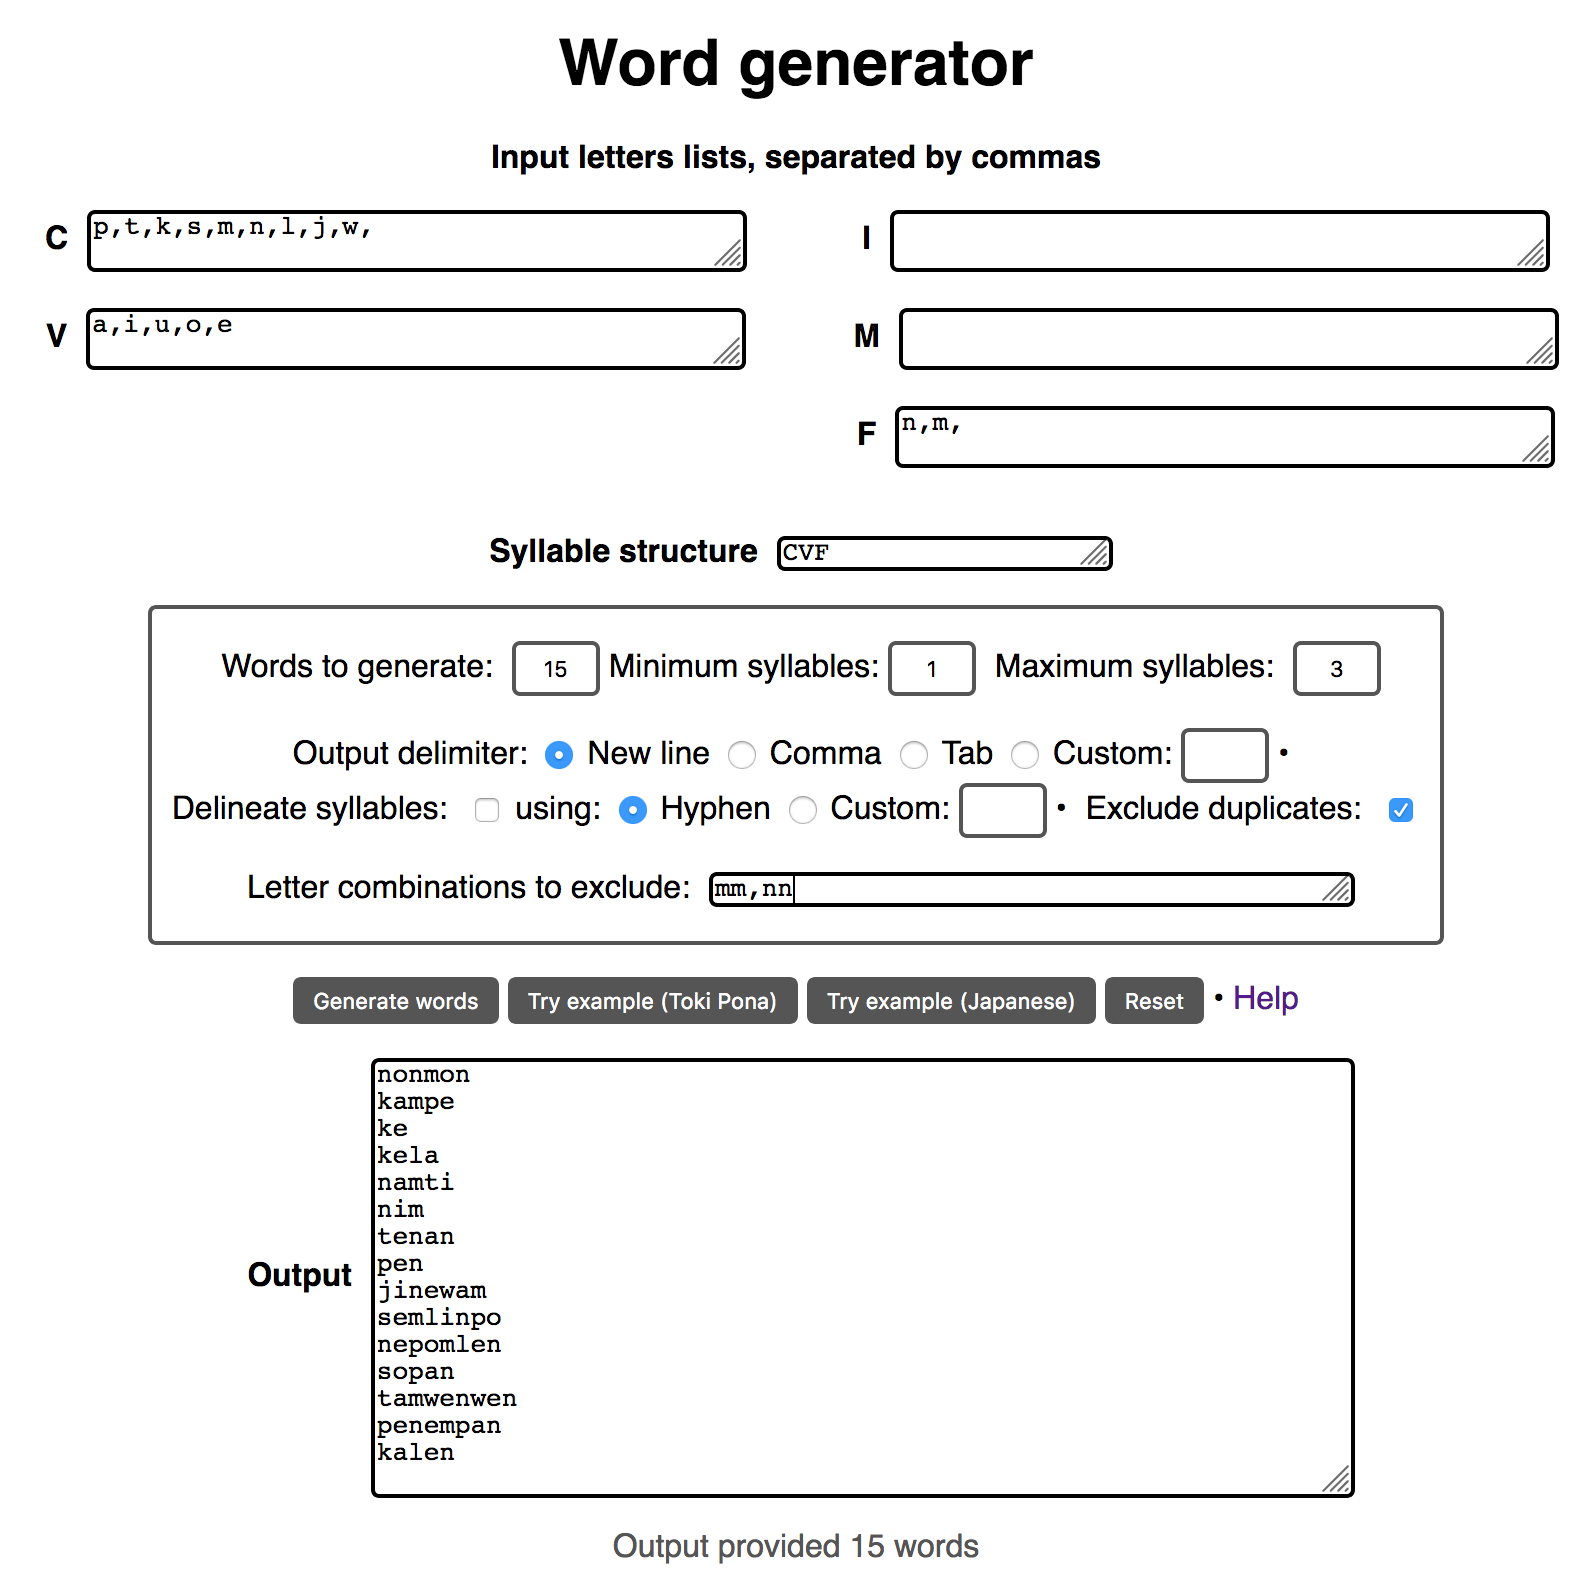 Word generator
Input letters lists, separated by commas
C p,t,k,s,m,n,l,j,w,
I
V a,i,u,o,e
M
F n,m,
Syllable structure CVF
Words to generate: 15 Minimum syllables: 1 Maximum syllables: 3
Output delimiter: New line Comma Tab Custom: •
Delineate syllables: using: Hyphen Custom: • Exclude duplicates:
Letter combinations to exclude: mm,nn
Generate words Try example (Toki Pona) Try example (Japanese) Reset • Help
Output
nonmon
kampe
ke
kela
namti
nim
tenan
pen
jinewam
semlinpo
nepomlen
sopan
tamwenwen
penempan
kalen
Output provided 15 words